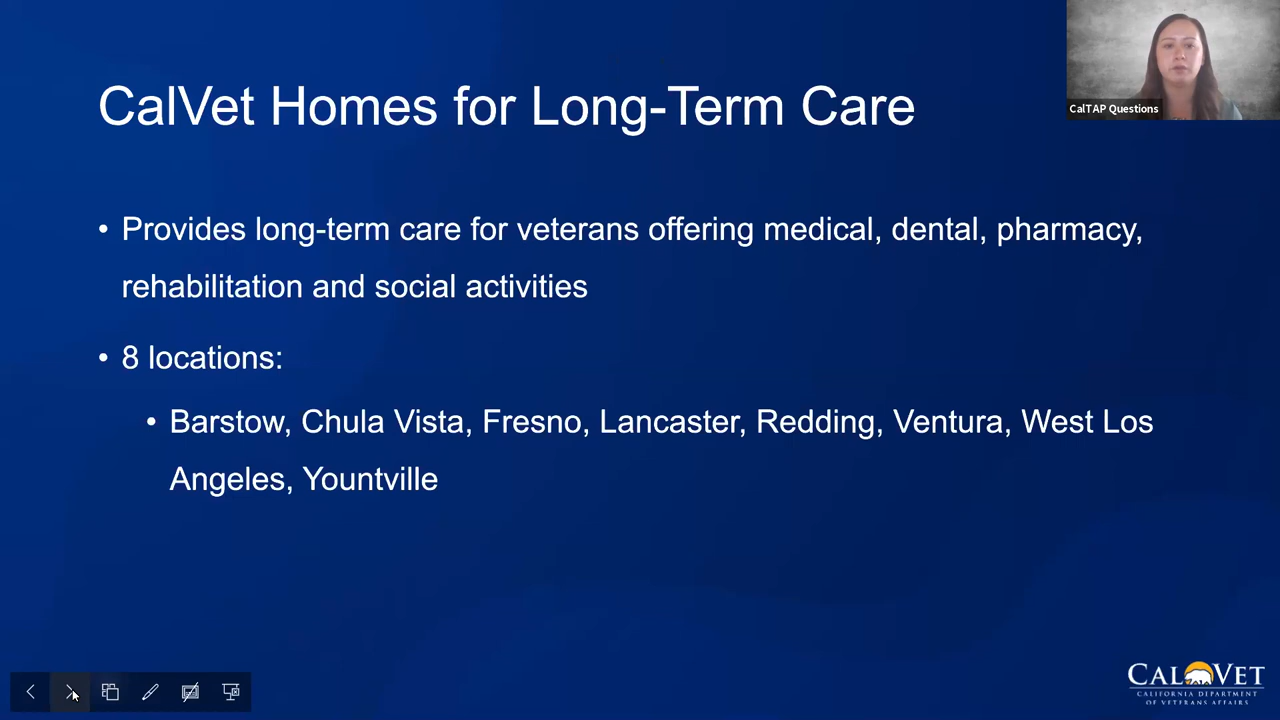 CalVet Homes for Long-Term Care
CalTAP Questions
• Provides long-term care for veterans offering medical, dental, pharmacy,
rehabilitation and social activities
• 8 locations:
• Barstow, Chula Vista, Fresno, Lancaster, Redding, Ventura, West Los
Angeles, Yountville
CALVET
CALIFORNIA DEPARTMENT
OF VETERANS AFFAIRS